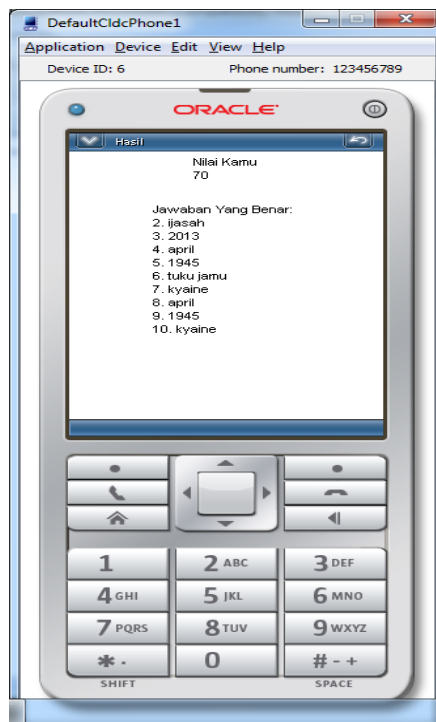 DefaultCldcPhone1
Application Device Edit View Help
Device ID: 6 Phone number: 123456789
ORACLE
Hasil
Nilai Kamu
70
Jawaban Yang Benar:
2. ijasah
3. 2013
4. april
5. 1945
6. tuku jamu
7. kyaine
8. april
9. 1945
10. kyaine
1 2 ABC 3 DEF
4 GHI 5 JKL 6 MNO
7 PQRS 8 TUV 9 WXYZ
* . 0 # - +
SHIFT SPACE